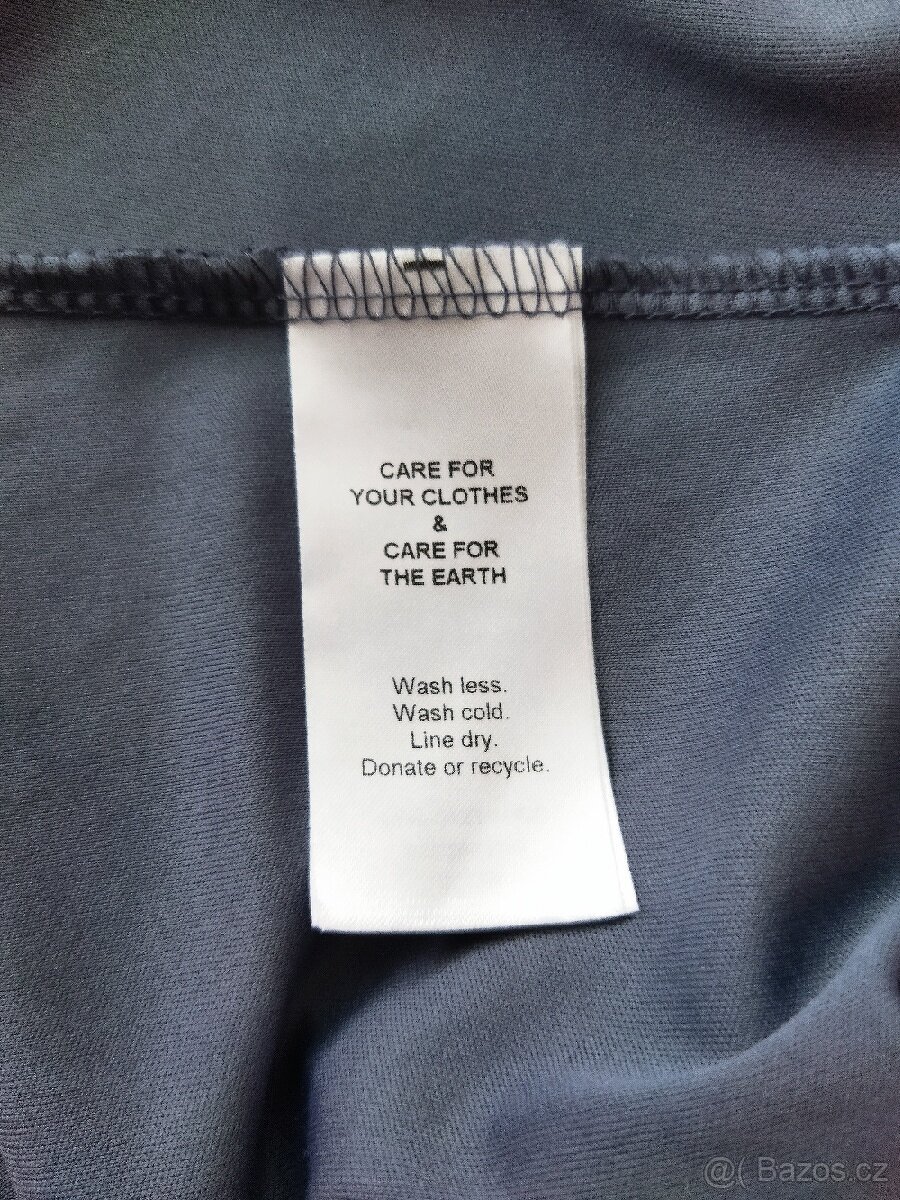 CARE FOR
YOUR CLOTHES
&
CARE FOR
THE EARTH
Wash less.
Wash cold.
Line dry.
Donate or recycle.
@( Bazos.cz